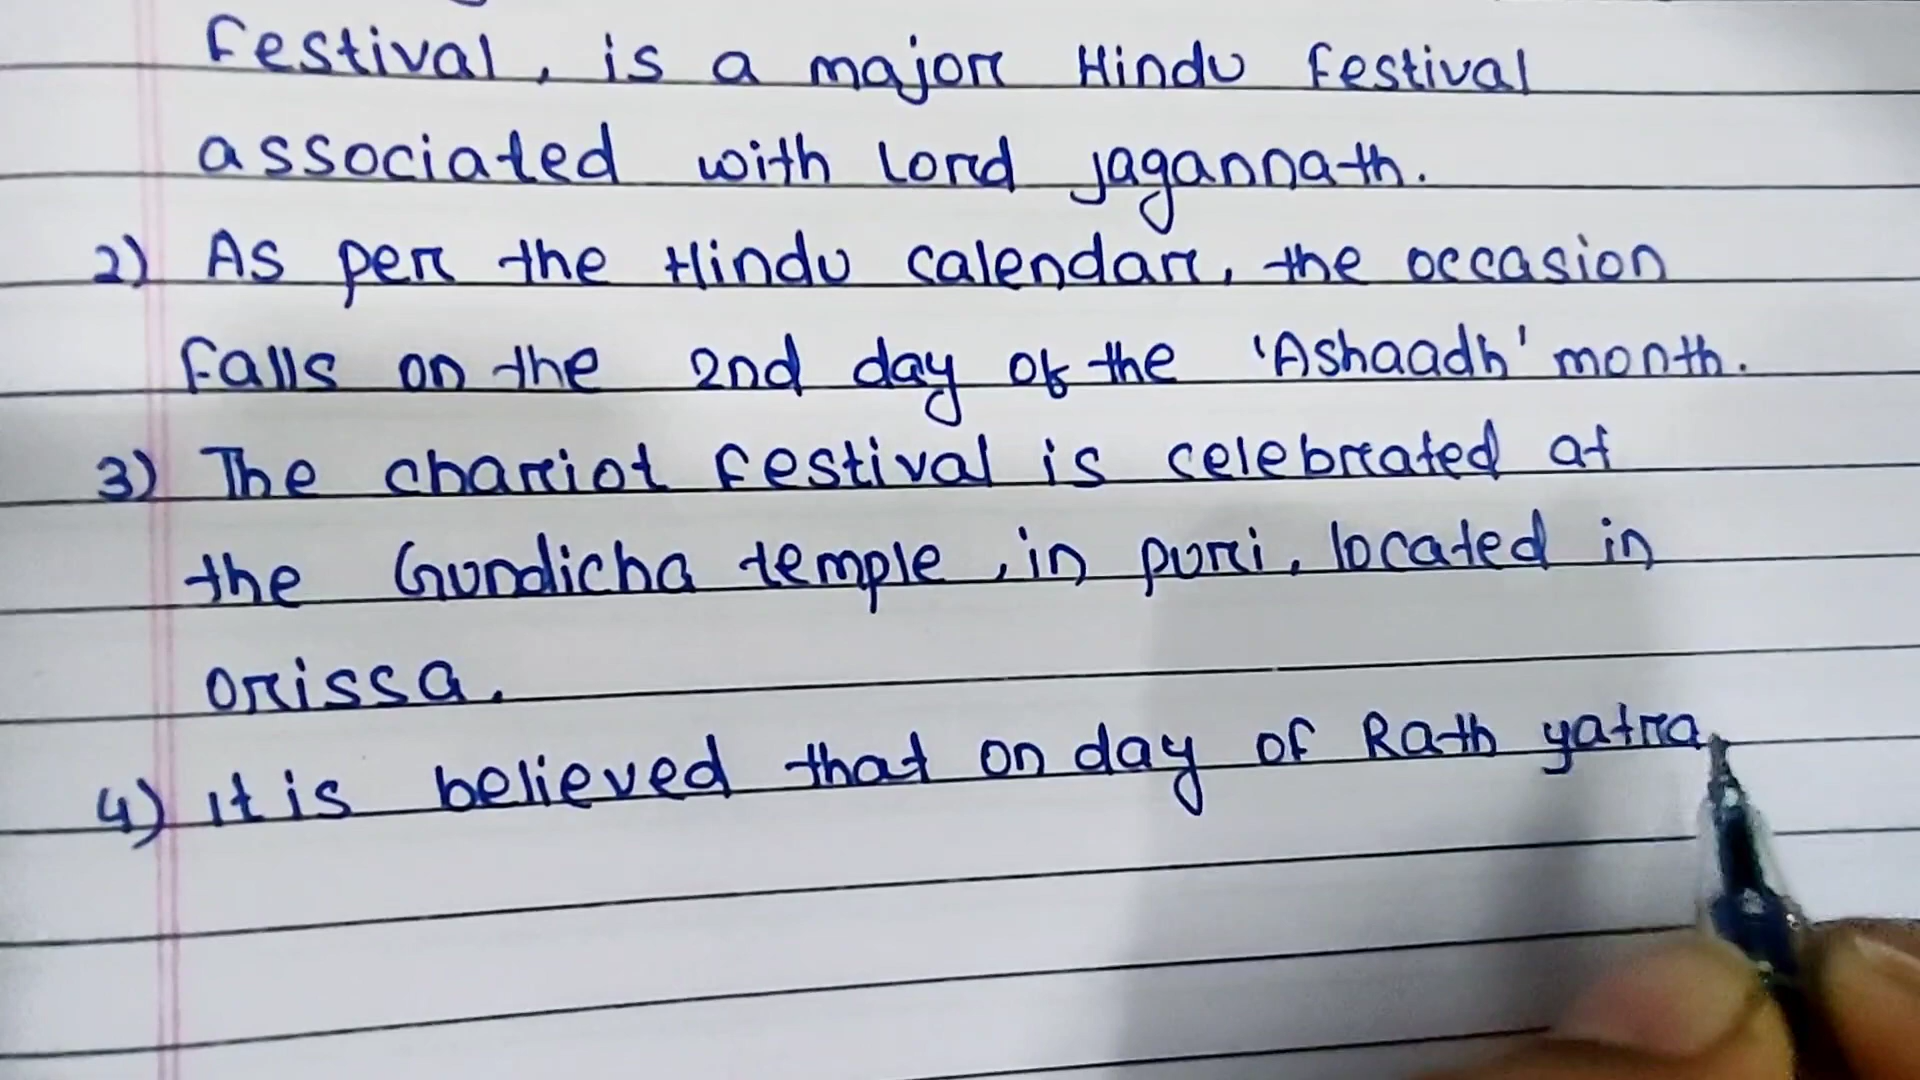 Festival, is a major Hindu Festival
associated with Lord jagannath.
2) As per the Hindu calendar, the occasion
Falls on the 2nd day of the 'Ashaadh' month.
3) The chariot Festival is celebrated at
the Gundicha temple, in puri, located in
orissa.
4) it is believed that on day of Rath yatra,